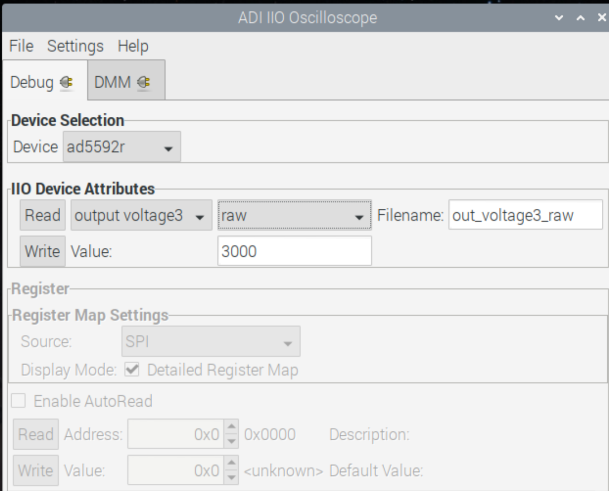 ADI IIO Oscilloscope
File Settings Help
Debug DMM
Device Selection
Device ad5592r
IIO Device Attributes
Read output voltage3 raw Filename: out_voltage3_raw
Write Value: 3000
Register
Register Map Settings
Source: SPI
Display Mode: Detailed Register Map
Enable AutoRead
Read Address: 0x0 0x0000 Description:
Write Value: 0x0 <unknown> Default Value: